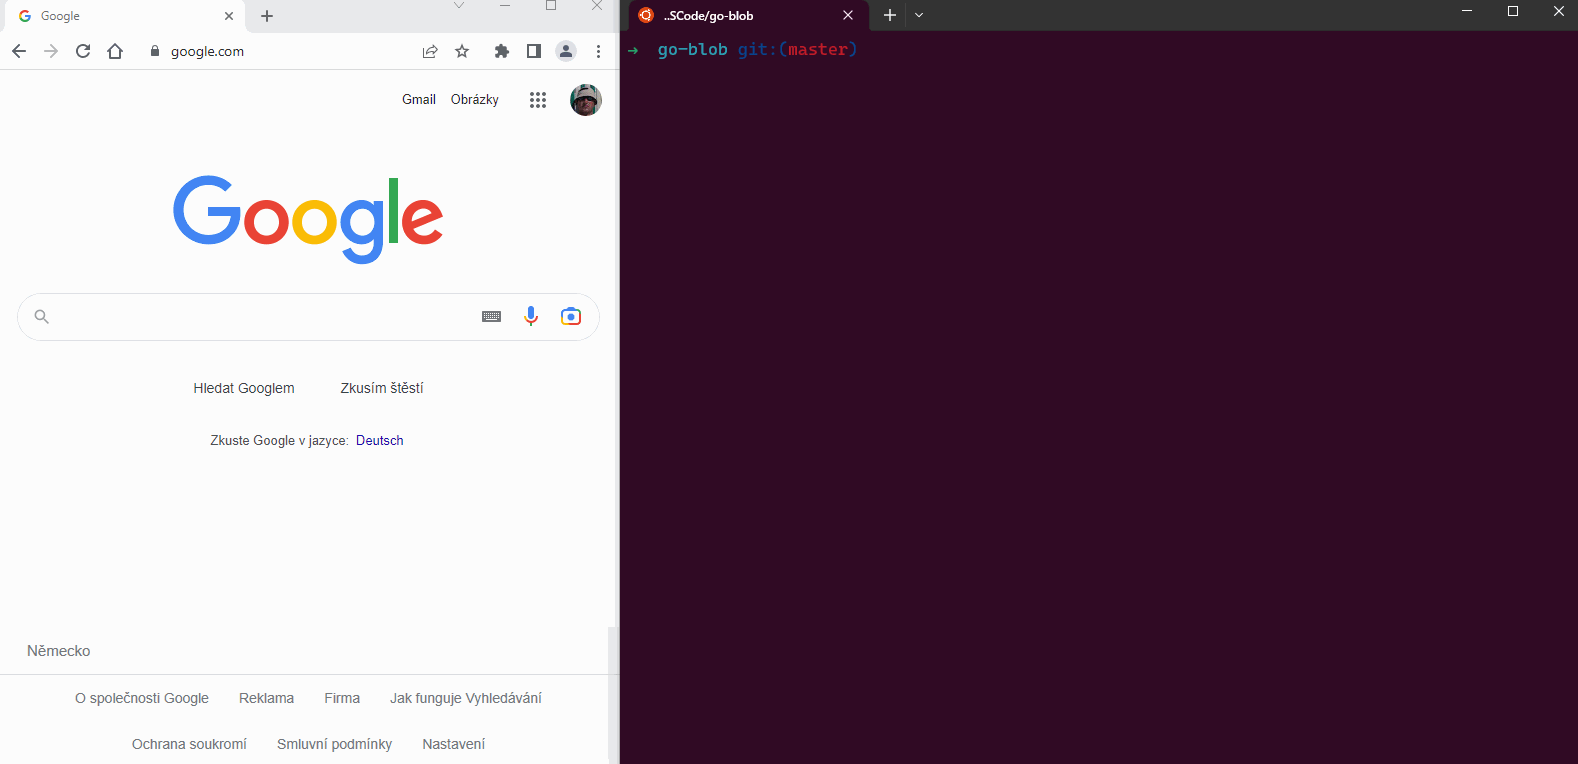 Google
google.com
Gmail Obrázky
Google
Hledat Googlem Zkusím štěstí
Zkuste Google v jazyce: Deutsch
Německo
O společnosti Google Reklama Firma Jak funguje Vyhledávání
Ochrana soukromí Smluvní podmínky Nastavení
..SCode/go-blob
→ go-blob git:(master)